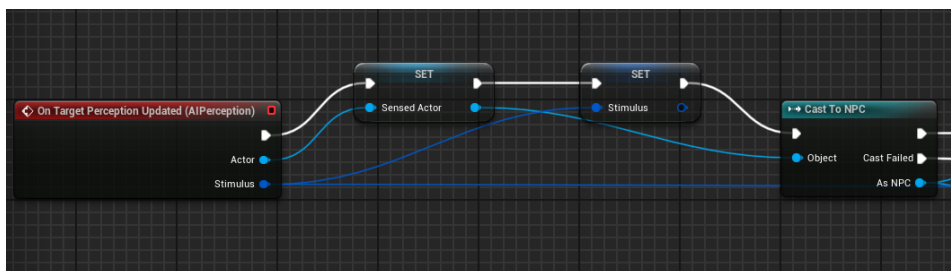 On Target Perception Updated (AIPerception)
Actor
Stimulus
SET
Sensed Actor
SET
Stimulus
Cast To NPC
Object
Cast Failed
As NPC